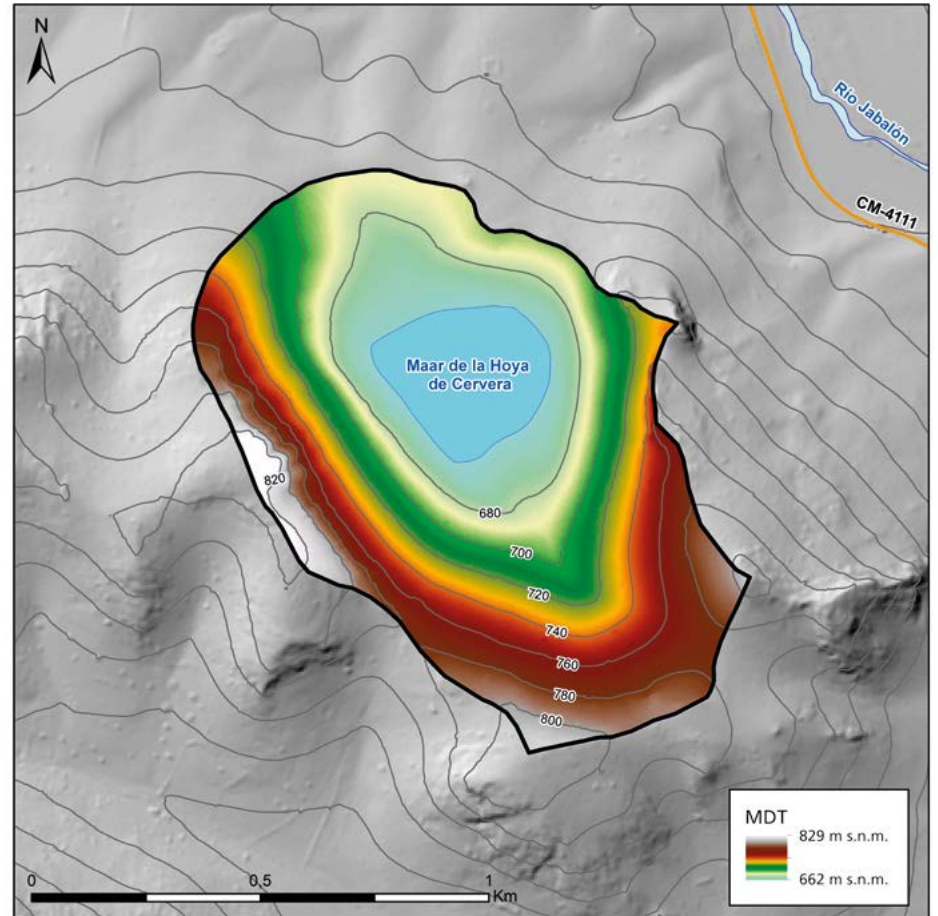 N
Río Jabalón
CM-4111
Maar de la Hoya
de Cervera
820
680
700
720
740
760
780
800
MDT
829 m s.n.m.
662 m s.n.m.
0
0,5
1
Km